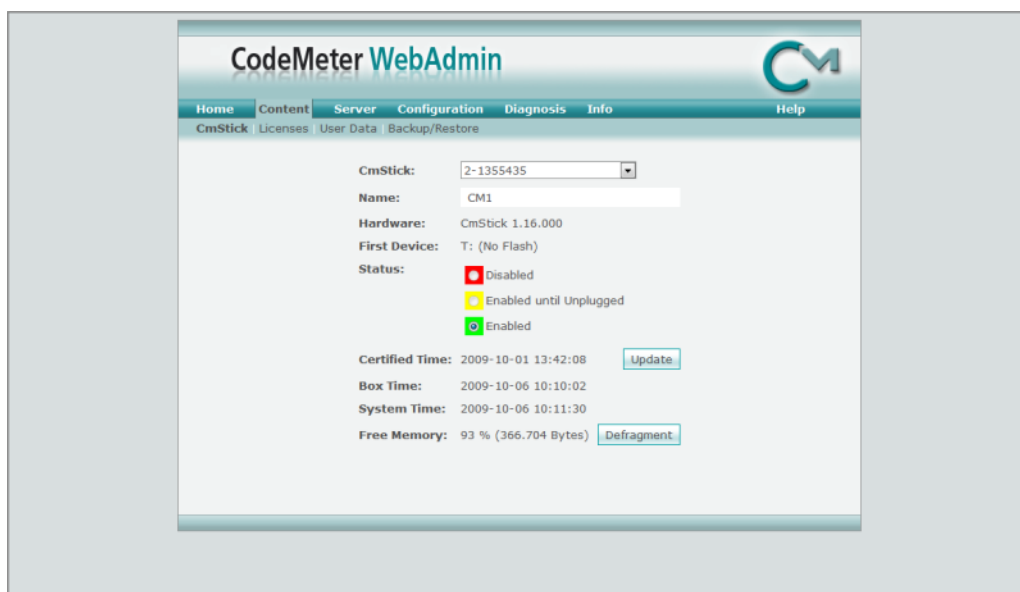 CodeMeter WebAdmin
CM
Home Content Server Configuration Diagnosis Info Help
CmStick Licenses User Data Backup/Restore
CmStick: 2-1355435
Name: CM1
Hardware: CmStick 1.16.000
First Device: T: (No Flash)
Status: Disabled
Enabled until Unplugged
Enabled
Certified Time: 2009-10-01 13:42:08 Update
Box Time: 2009-10-06 10:10:02
System Time: 2009-10-06 10:11:30
Free Memory: 93 % (366.704 Bytes) Defragment